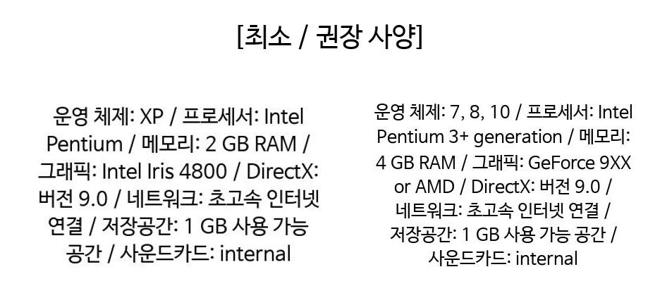 [최소 / 권장 사양]
운영 체제: XP / 프로세서: Intel
Pentium / 메모리: 2 GB RAM /
그래픽: Intel Iris 4800 / DirectX:
버전 9.0 / 네트워크: 초고속 인터넷
연결 / 저장공간: 1 GB 사용 가능
공간 / 사운드카드: internal
운영 체제: 7, 8, 10 / 프로세서: Intel
Pentium 3+ generation / 메모리:
4 GB RAM / 그래픽: GeForce 9XX
or AMD / DirectX: 버전 9.0 /
네트워크: 초고속 인터넷 연결 /
저장공간: 1 GB 사용 가능 공간 /
사운드카드: internal